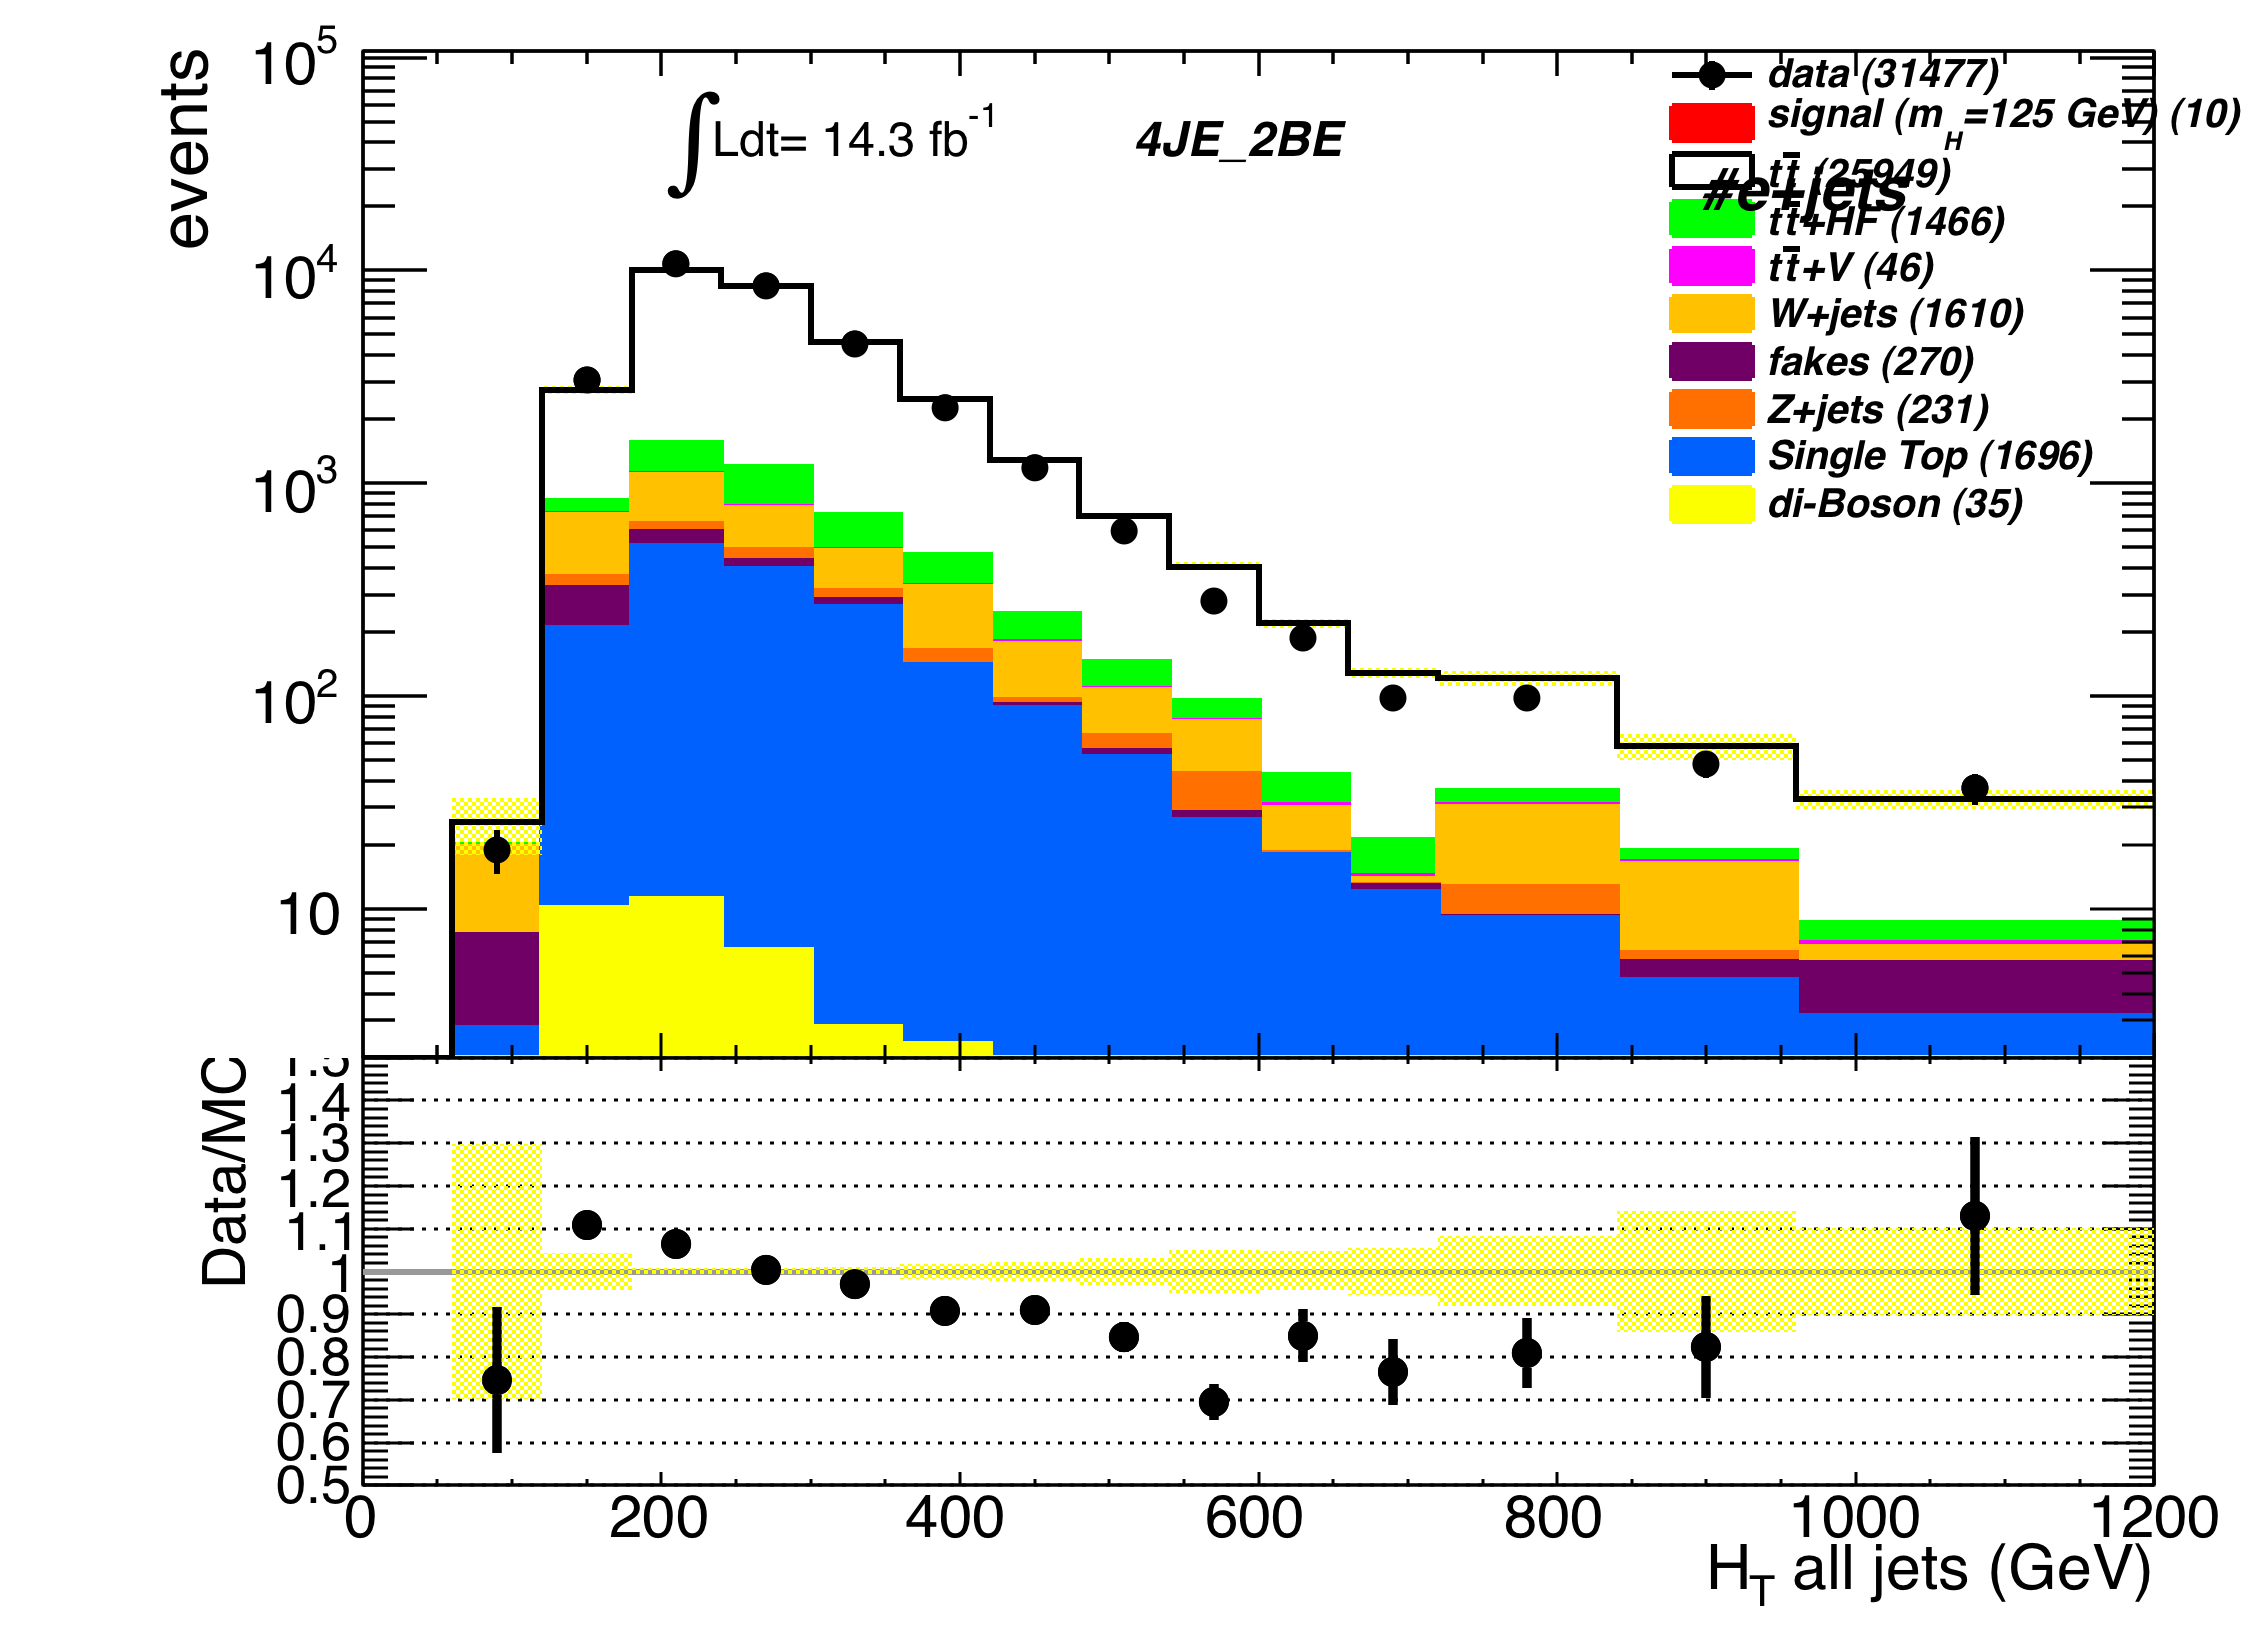 events
10^5
10^4
10^3
10^2
10
∫Ldt= 14.3 fb^-1
4JE_2BE
data (31477)
signal (m_H=125 GeV) (10)
tt̄ (25949)
#e+jets
tt̄+HF (1466)
tt̄+V (46)
W+jets (1610)
fakes (270)
Z+jets (231)
Single Top (1696)
di-Boson (35)
Data/MC
1.5
1.4
1.3
1.2
1.1
1
0.9
0.8
0.7
0.6
0.5
0 200 400 600 800 1000 1200
H_T all jets (GeV)